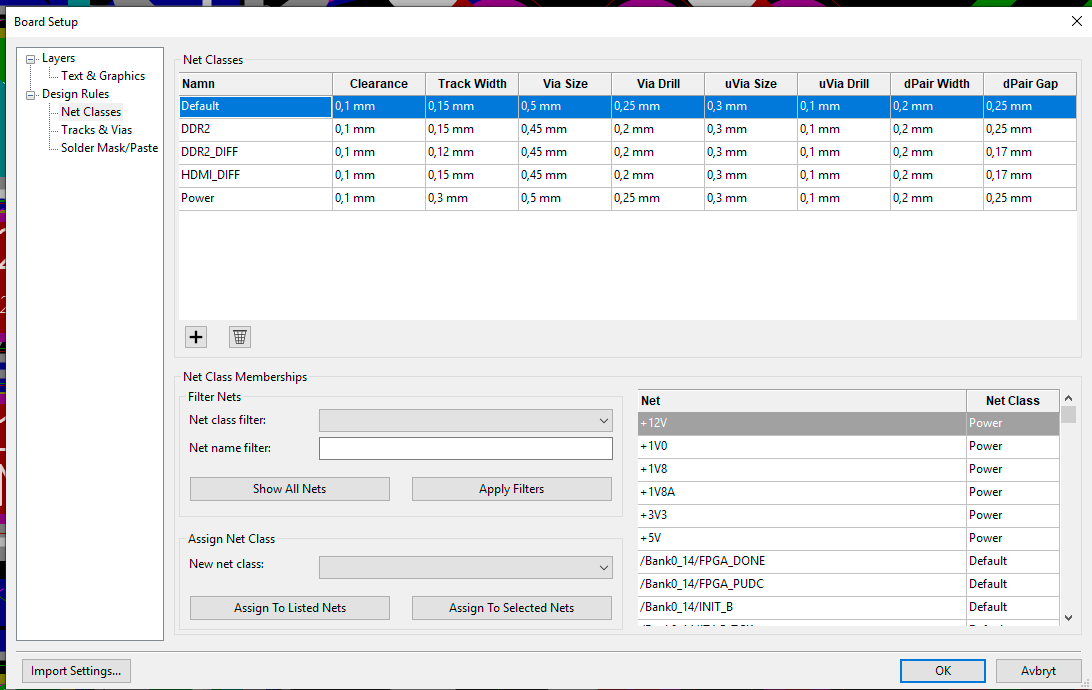 Board Setup
Layers
Text & Graphics
Design Rules
Net Classes
Tracks & Vias
Solder Mask/Paste
Net Classes
Name Clearance Track Width Via Size Via Drill uVia Size uVia Drill dPair Width dPair Gap
Default 0,1 mm 0,15 mm 0,5 mm 0,25 mm 0,3 mm 0,1 mm 0,2 mm 0,25 mm
DDR2 0,1 mm 0,15 mm 0,45 mm 0,2 mm 0,3 mm 0,1 mm 0,2 mm 0,25 mm
DDR2_DIFF 0,1 mm 0,12 mm 0,45 mm 0,2 mm 0,3 mm 0,1 mm 0,2 mm 0,17 mm
HDMI_DIFF 0,1 mm 0,15 mm 0,45 mm 0,2 mm 0,3 mm 0,1 mm 0,2 mm 0,17 mm
Power 0,1 mm 0,3 mm 0,5 mm 0,25 mm 0,3 mm 0,1 mm 0,2 mm 0,25 mm
Net Class Memberships
Filter Nets
Net class filter:
Net name filter:
Show All Nets Apply Filters
Assign Net Class
New net class:
Assign To Listed Nets Assign To Selected Nets
Net Net Class
+12V Power
+1V0 Power
+1V8 Power
+1V8A Power
+3V3 Power
+5V Power
/Bank0_14/FPGA_DONE Default
/Bank0_14/FPGA_PUDC Default
/Bank0_14/INIT_B Default
Import Settings... OK Avbryt